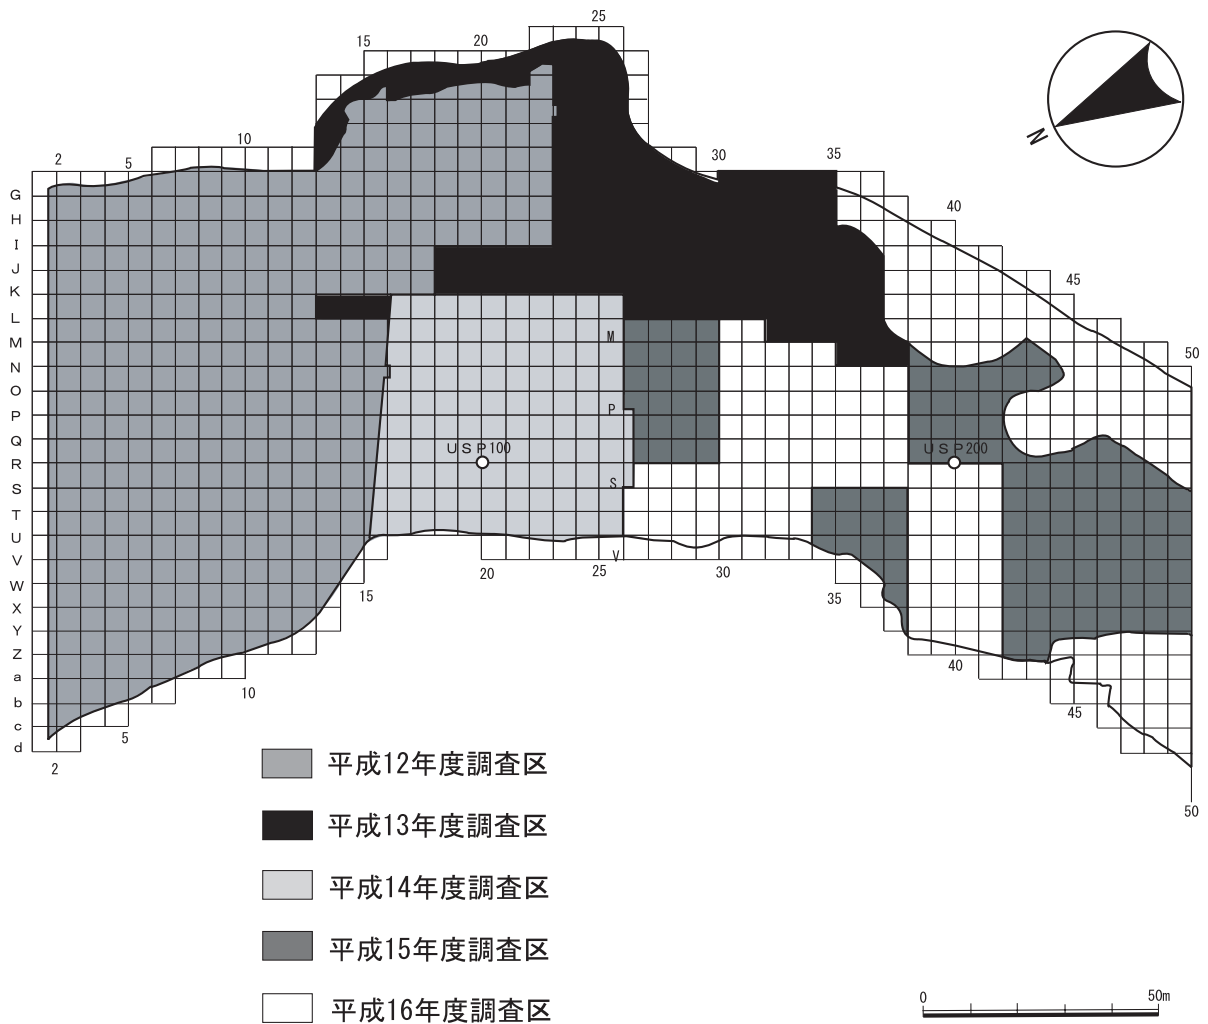 25
15 20
10
2 5 30 35
N
G
H 40
I
J
K 45
L
M M 50
N
O
P P
Q
R USP100 USP200
S S
T
U
V V
W 15 20 25 30 35
X
Y
Z 40
a 10
b 45
c 5
d 2
50
平成12年度調査区
平成13年度調査区
平成14年度調査区
平成15年度調査区
平成16年度調査区
0 50m